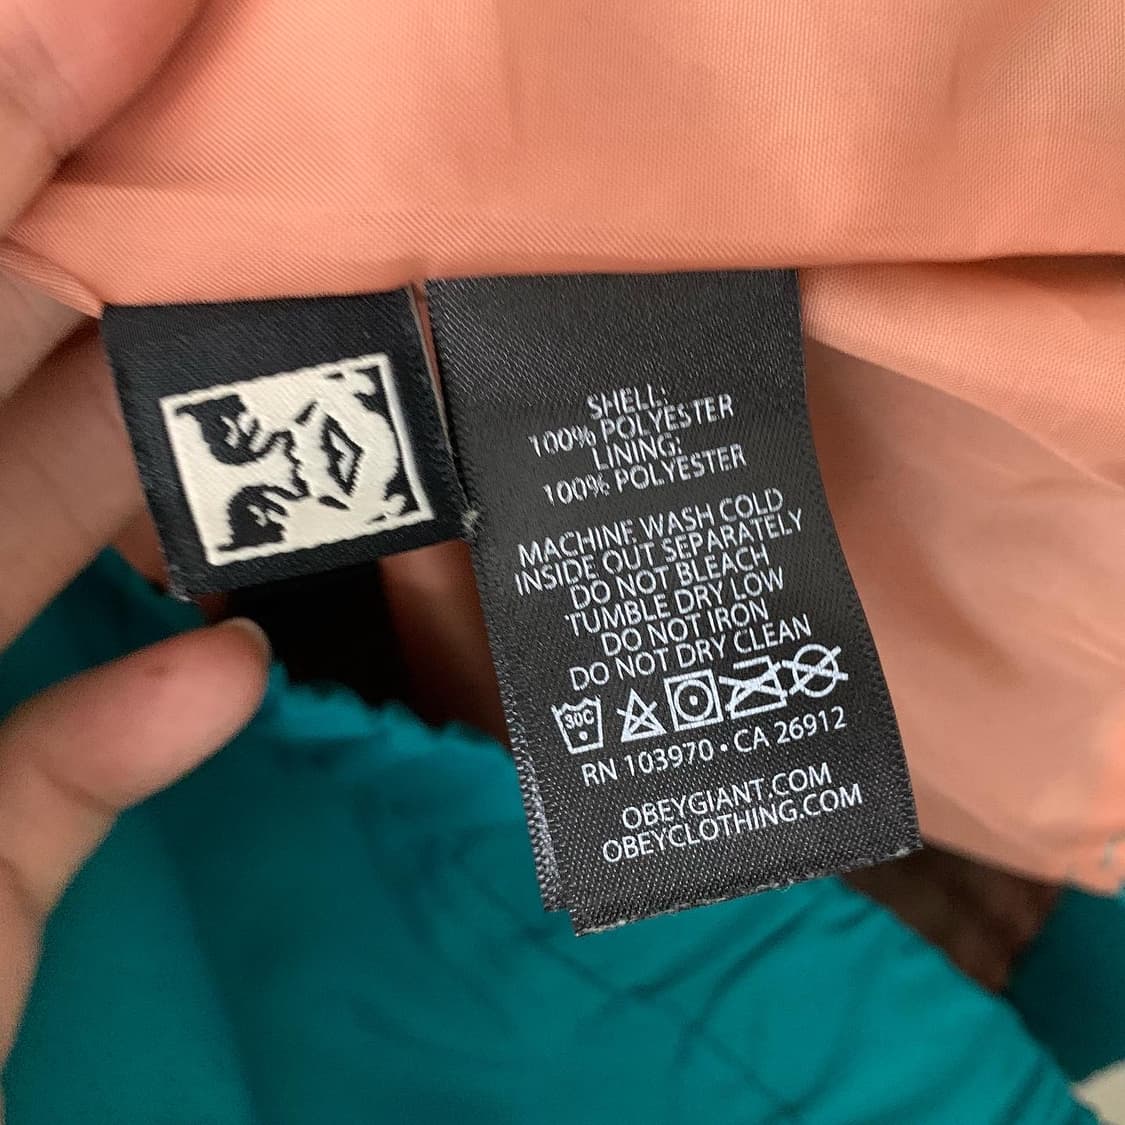 SHELL:
100% POLYESTER
LINING:
100% POLYESTER
MACHINE WASH COLD
INSIDE OUT SEPARATELY
DO NOT BLEACH
TUMBLE DRY LOW
DO NOT IRON
DO NOT DRY CLEAN
30C
RN 103970 • CA 26912
OBEYGIANT.COM
OBEYCLOTHING.COM